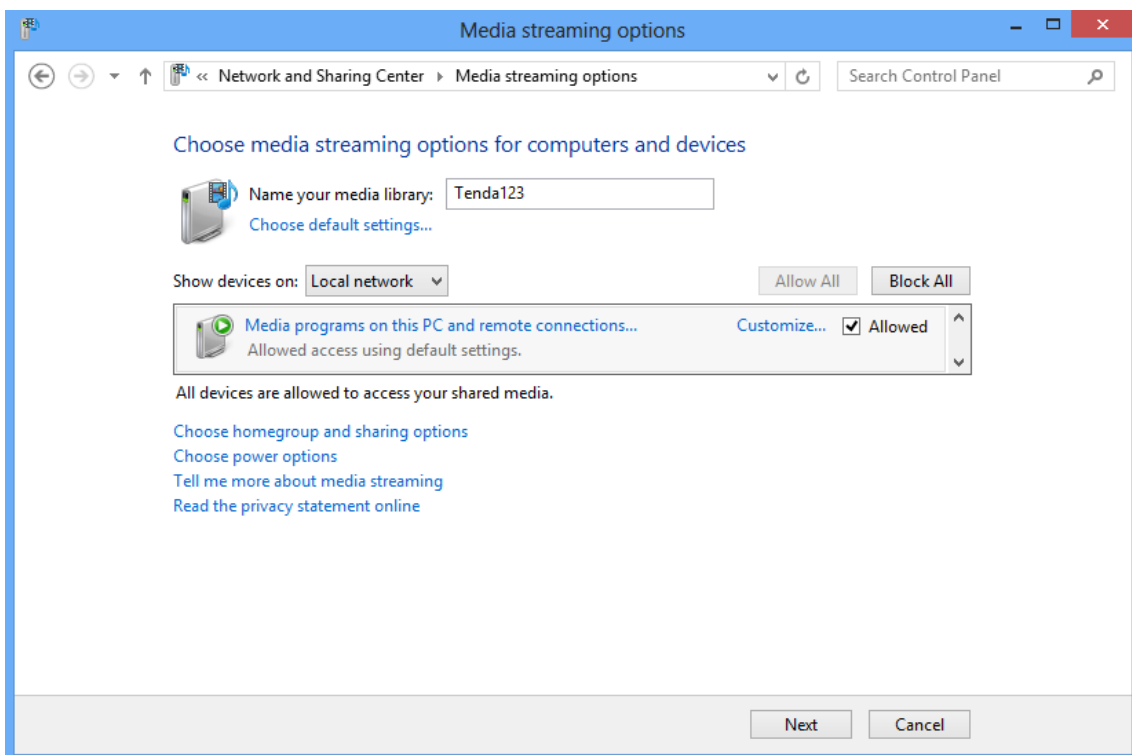 Media streaming options
« Network and Sharing Center ▸ Media streaming options
Search Control Panel
Choose media streaming options for computers and devices
Name your media library: Tenda123
Choose default settings...
Show devices on: Local network
Allow All
Block All
Media programs on this PC and remote connections...
Customize...
Allowed
Allowed access using default settings.
All devices are allowed to access your shared media.
Choose homegroup and sharing options
Choose power options
Tell me more about media streaming
Read the privacy statement online
Next
Cancel